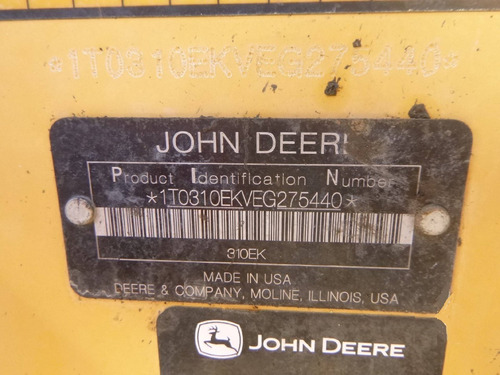 *1T0310EKVEG275440*
JOHN DEERE
Product Identification Number
*1T0310EKVEG275440*
310EK
MADE IN USA
DEERE & COMPANY, MOLINE, ILLINOIS, USA
JOHN DEERE